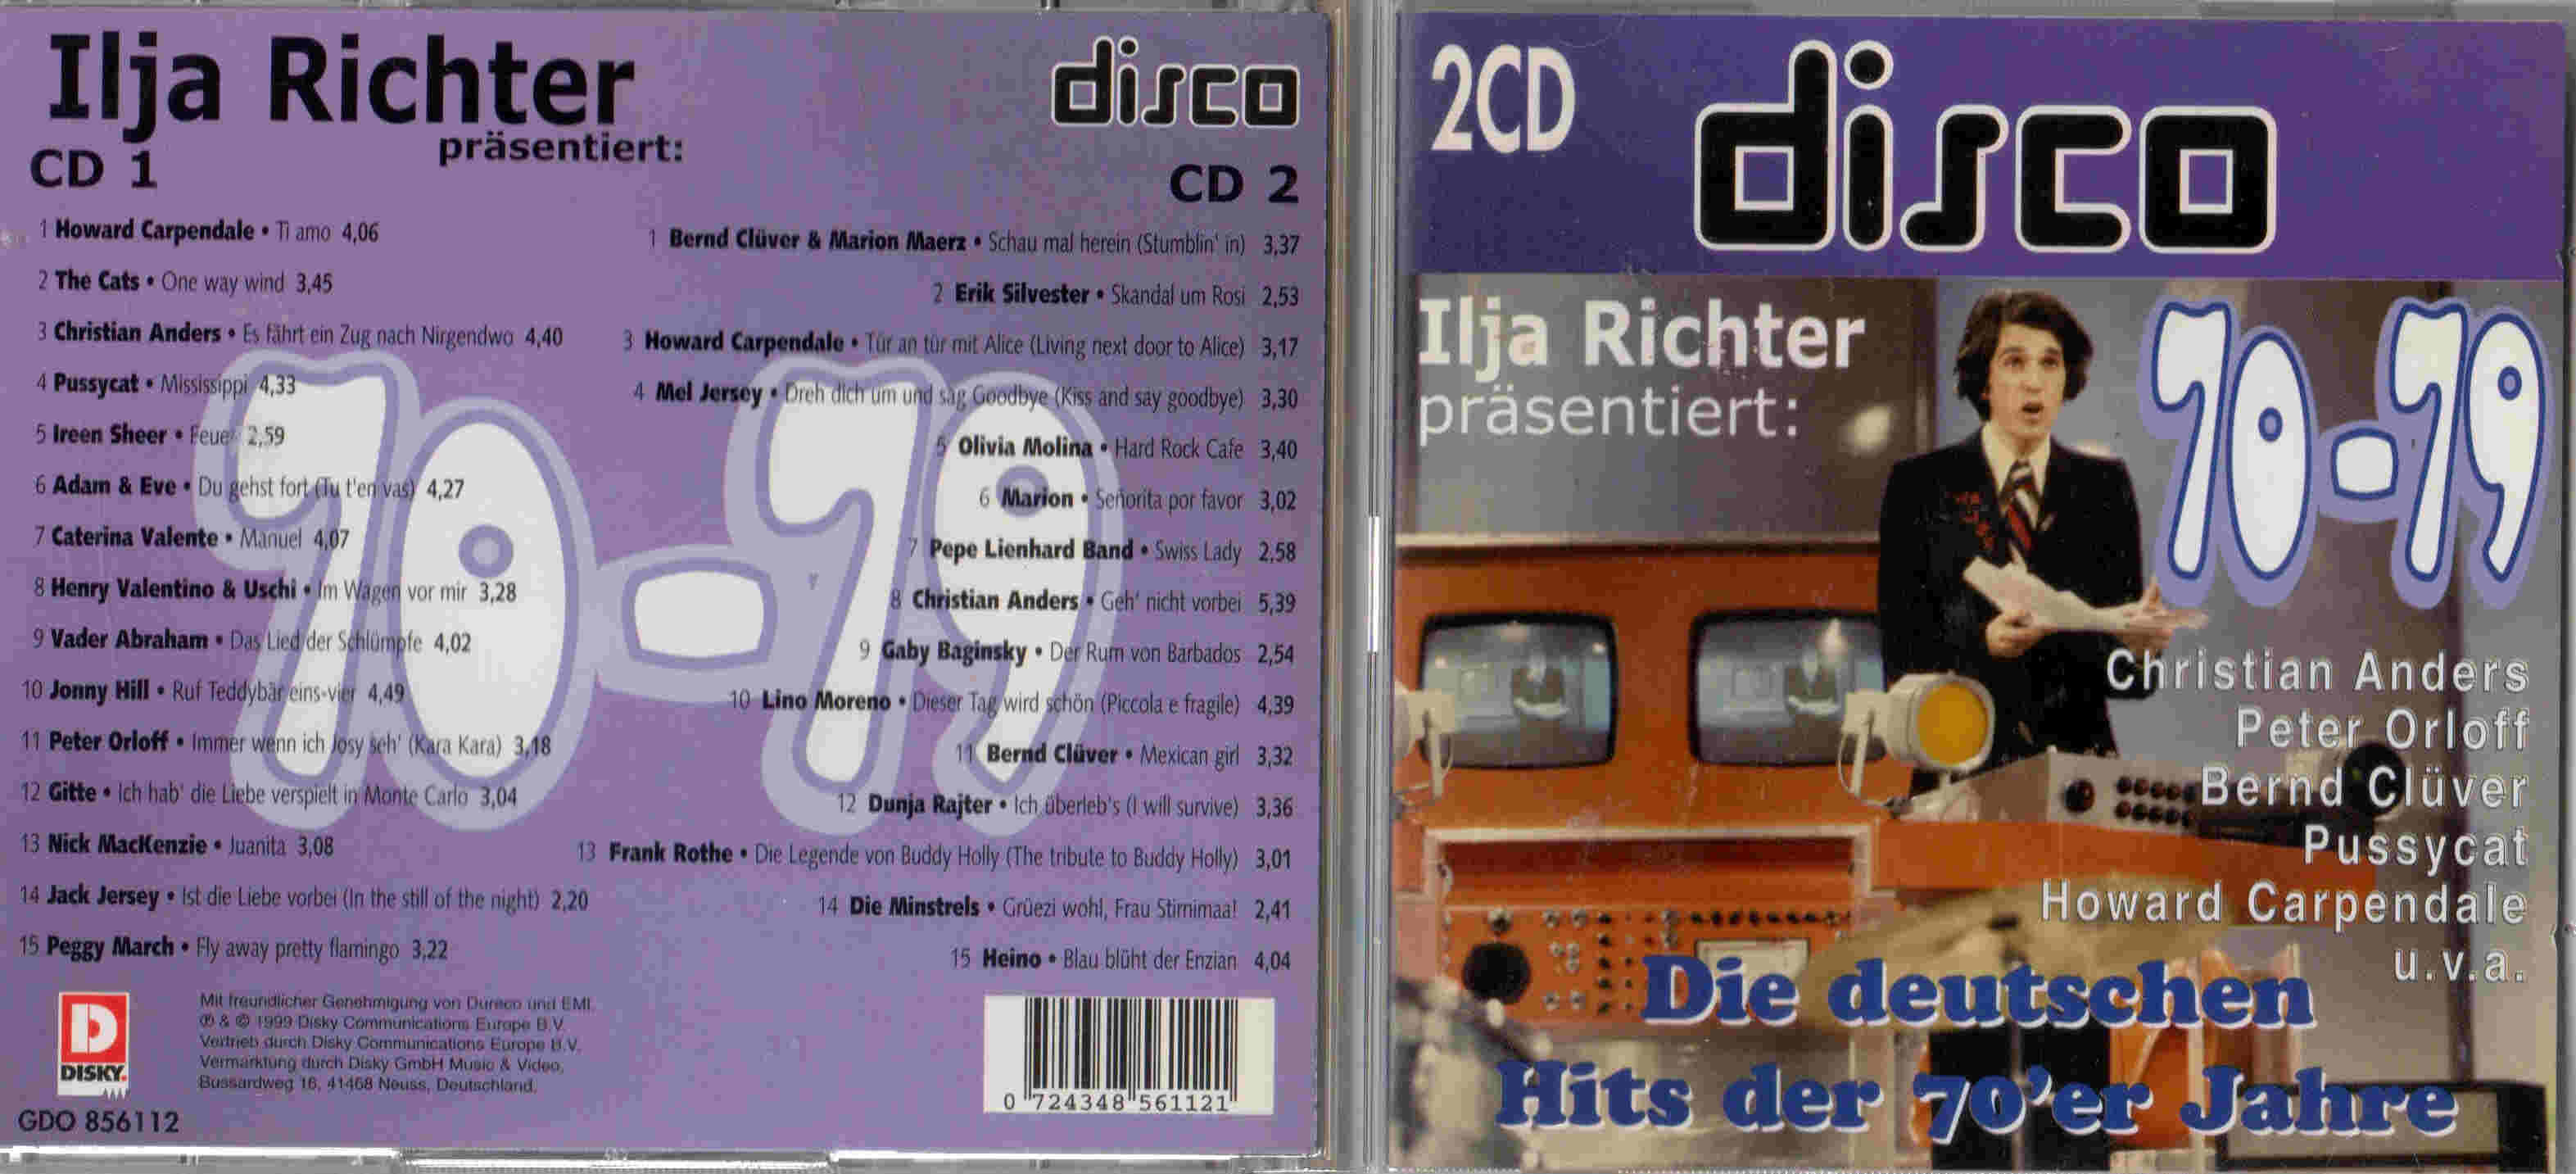 Ilja Richter
präsentiert:
disco
CD 1
1 Howard Carpendale • Ti amo 4,06
2 The Cats • One way wind 3,45
3 Christian Anders • Es fährt ein Zug nach Nirgendwo 4,40
4 Pussycat • Mississippi 4,33
5 Ireen Sheer • Feuer 2,59
6 Adam & Eve • Du gehst fort (Tu t'en vas) 4,27
7 Caterina Valente • Manuel 4,07
8 Henry Valentino & Uschi • Im Wagen vor mir 3,28
9 Vader Abraham • Das Lied der Schlümpfe 4,02
10 Jonny Hill • Ruf Teddybär eins-vier 4,49
11 Peter Orloff • Immer wenn ich Josy seh' (Kara Kara) 3,18
12 Gitte • Ich hab' die Liebe verspielt in Monte Carlo 3,04
13 Nick MacKenzie • Juanita 3,08
14 Jack Jersey • Ist die Liebe vorbei (In the still of the night) 2,20
15 Peggy March • Fly away pretty flamingo 3,22
CD 2
1 Bernd Clüver & Marion Maerz • Schau mal herein (Stumblin' in) 3,37
2 Erik Silvester • Skandal um Rosi 2,53
3 Howard Carpendale • Tür an tür mit Alice (Living next door to Alice) 3,17
4 Mel Jersey • Dreh dich um und sag Goodbye (Kiss and say goodbye) 3,30
5 Olivia Molina • Hard Rock Cafe 3,40
6 Marion • Señorita por favor 3,02
7 Pepe Lienhard Band • Swiss Lady 2,58
8 Christian Anders • Geh' nicht vorbei 5,39
9 Gaby Baginsky • Der Rum von Barbados 2,54
10 Lino Moreno • Dieser Tag wird schön (Piccola e fragile) 4,39
11 Bernd Clüver • Mexican girl 3,32
12 Dunja Rajter • Ich überleb's (I will survive) 3,36
13 Frank Rothe • Die Legende von Buddy Holly (The tribute to Buddy Holly) 3,01
14 Die Minstrels • Grüezi wohl, Frau Stirnimaa! 2,41
15 Heino • Blau blüht der Enzian 4,04
70-79
D
DISKY.
Mit freundlicher Genehmigung von Dureco und EMI.
℗ & © 1999 Disky Communications Europe B.V.
Vertrieb durch Disky Communications Europe B.V.
Vermarktung durch Disky GmbH Music & Video,
Bussardweg 16, 41468 Neuss, Deutschland.
GDO 856112
0 724348 561121
2CD
disco
Ilja Richter
präsentiert:
70-79
Christian Anders
Peter Orloff
Bernd Clüver
Pussycat
Howard Carpendale
u.v.a.
Die deutschen
Hits der 70'er Jahre